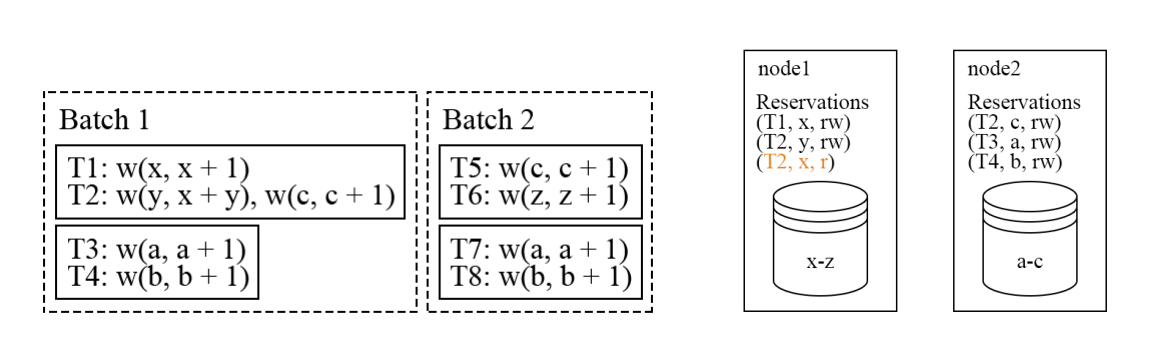 Batch 1
T1: w(x, x + 1)
T2: w(y, x + y), w(c, c + 1)
T3: w(a, a + 1)
T4: w(b, b + 1)
Batch 2
T5: w(c, c + 1)
T6: w(z, z + 1)
T7: w(a, a + 1)
T8: w(b, b + 1)
node1
Reservations
(T1, x, rw)
(T2, y, rw)
(T2, x, r)
x-z
node2
Reservations
(T2, c, rw)
(T3, a, rw)
(T4, b, rw)
a-c